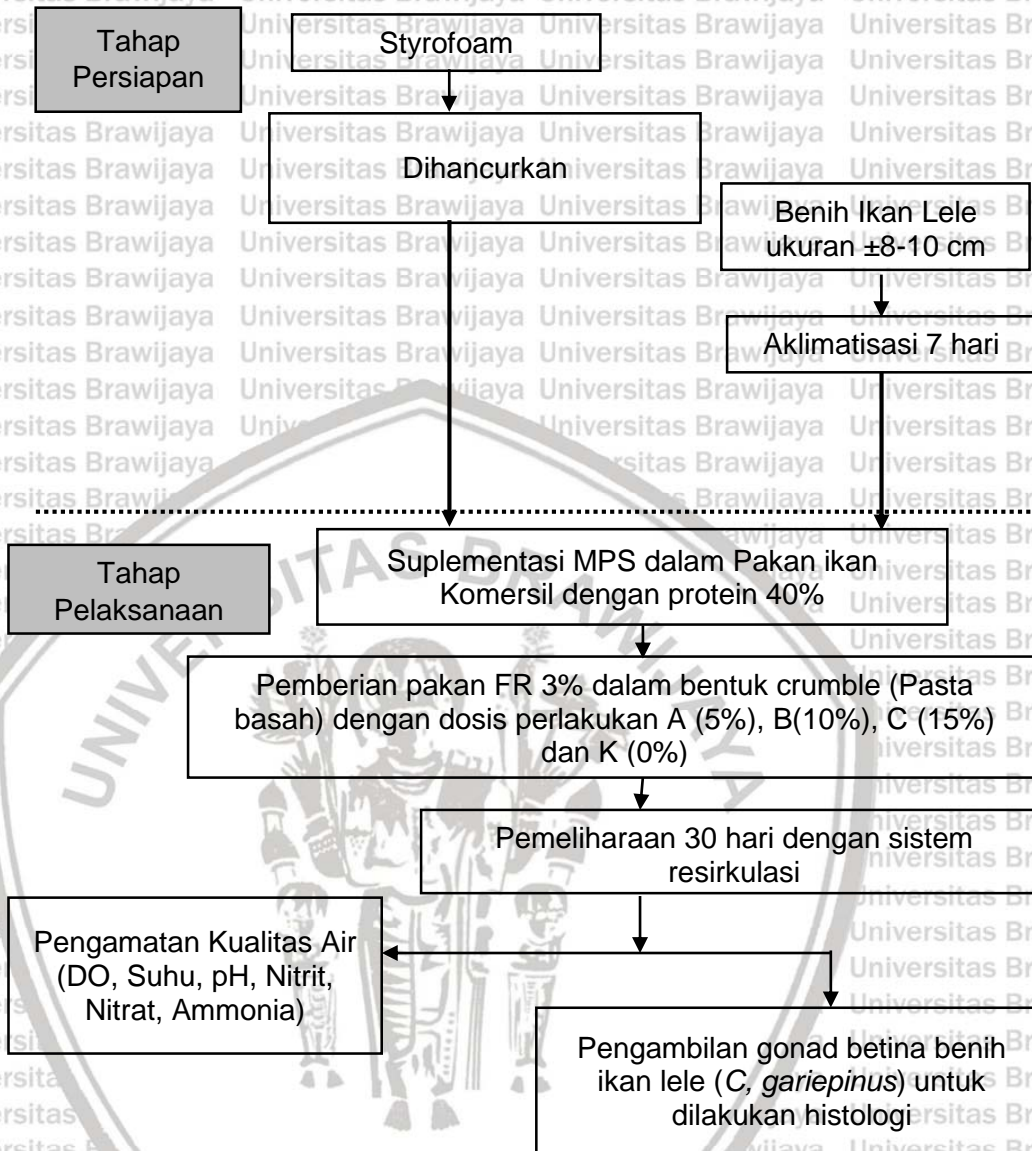 Tahap
Persiapan
Styrofoam
Dihancurkan
Benih Ikan Lele
ukuran ±8-10 cm
Aklimatisasi 7 hari
Tahap
Pelaksanaan
Suplementasi MPS dalam Pakan ikan
Komersil dengan protein 40%
Pemberian pakan FR 3% dalam bentuk crumble (Pasta
basah) dengan dosis perlakukan A (5%), B(10%), C (15%)
dan K (0%)
Pemeliharaan 30 hari dengan sistem
resirkulasi
Pengamatan Kualitas Air
(DO, Suhu, pH, Nitrit,
Nitrat, Ammonia)
Pengambilan gonad betina benih
ikan lele (C, gariepinus) untuk
dilakukan histologi
UNIVERSITAS BRAWIJAYA